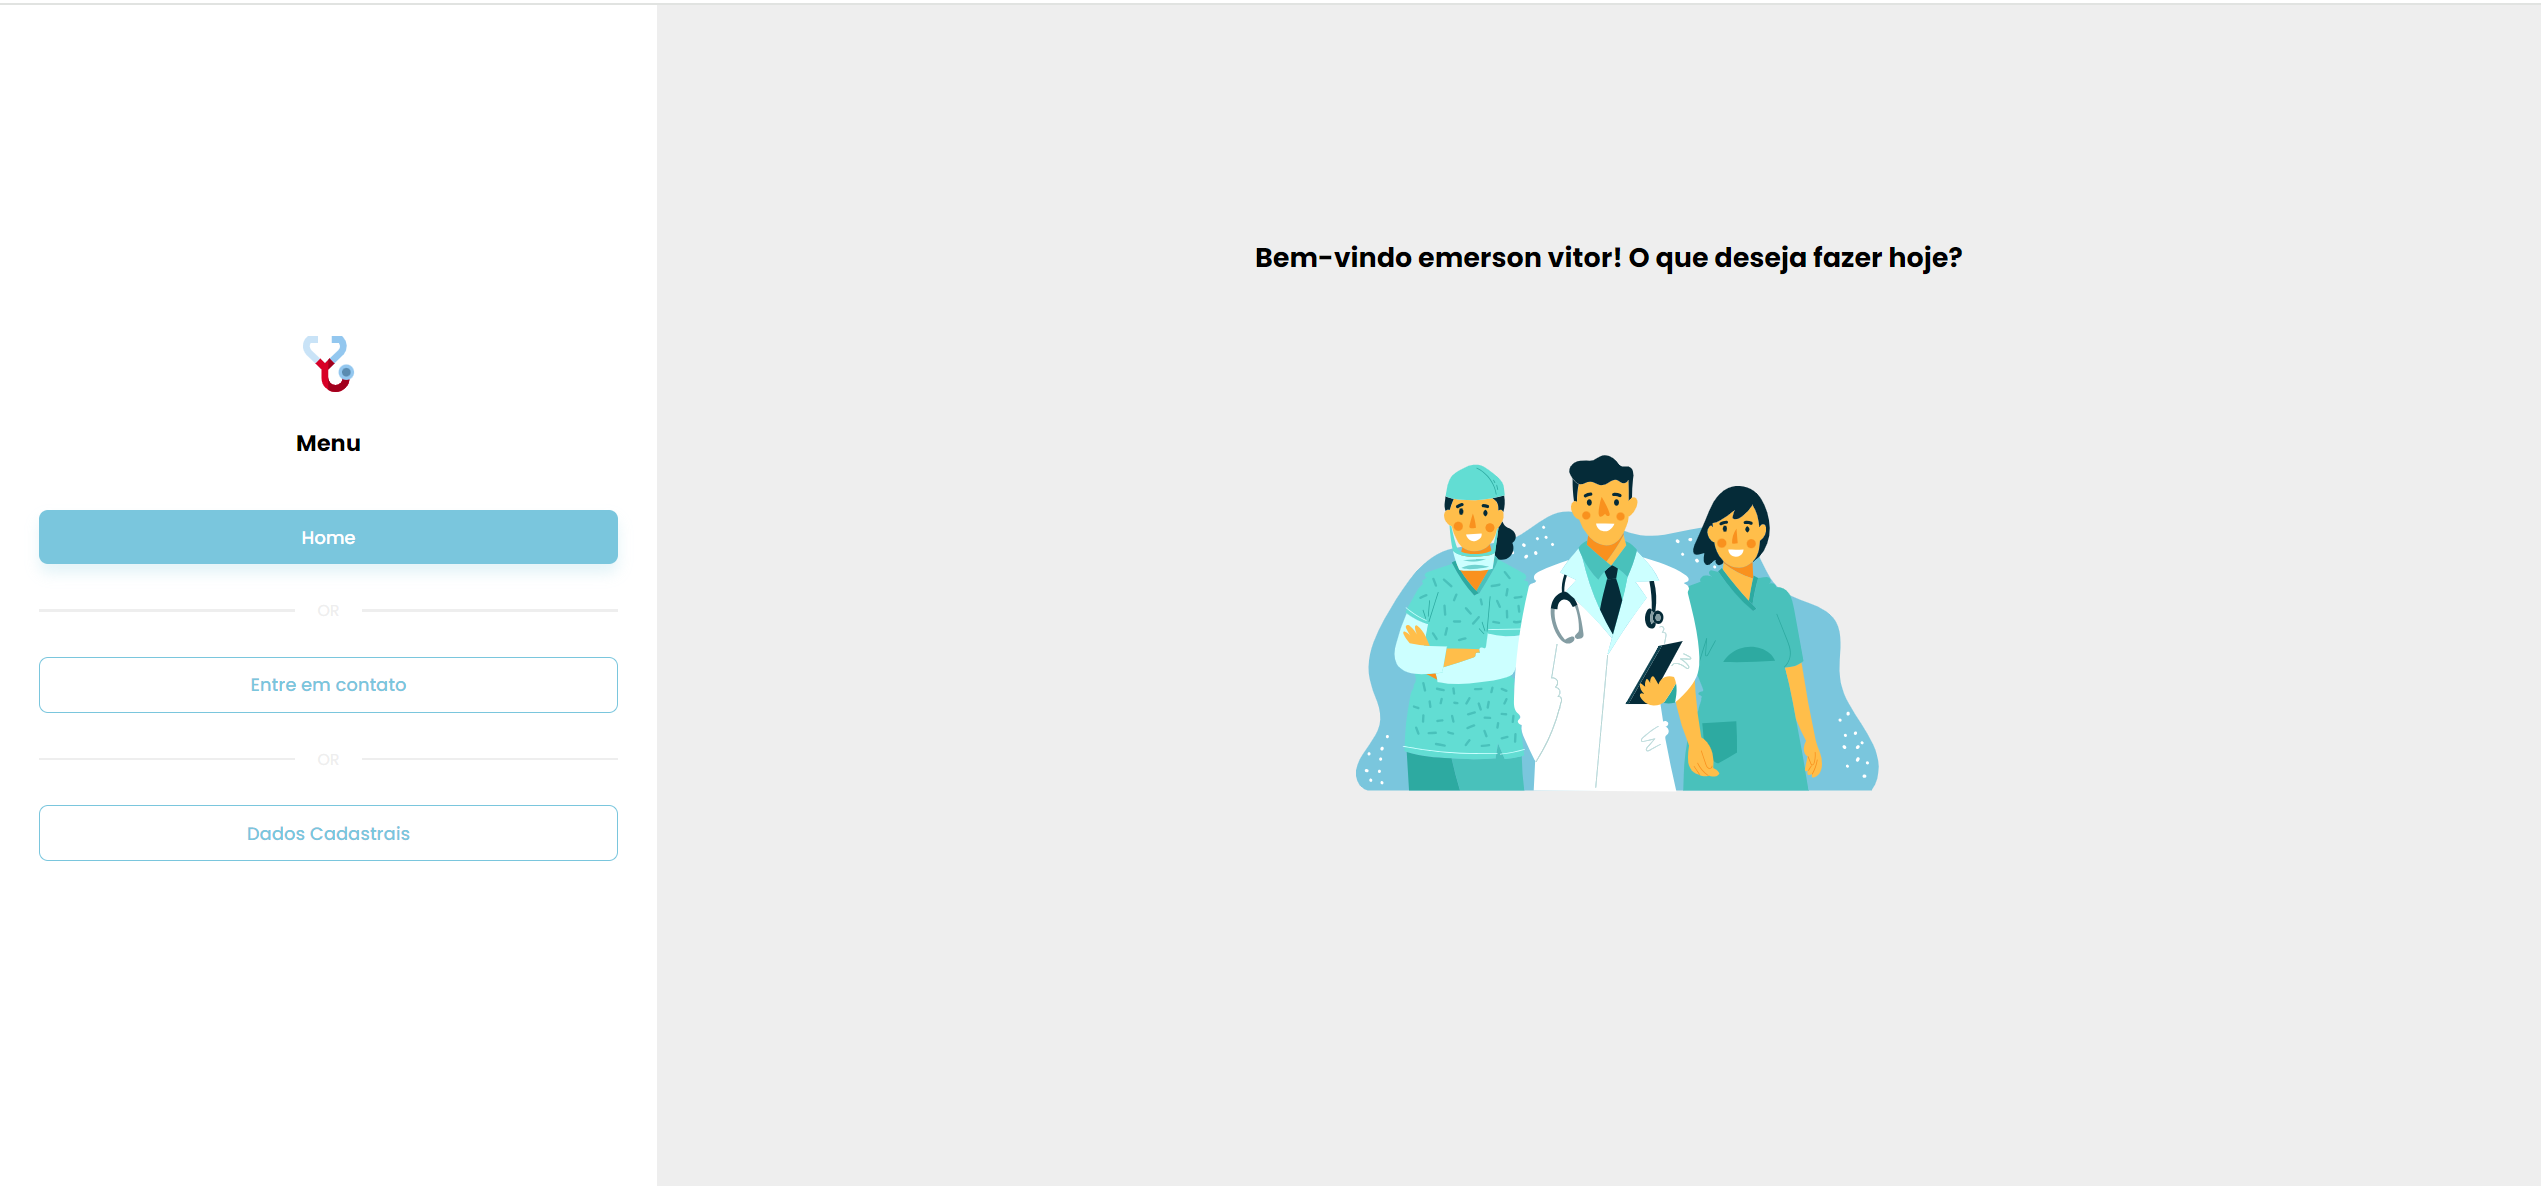 Menu
Home
OR
Entre em contato
OR
Dados Cadastrais
Bem-vindo emerson vitor! O que deseja fazer hoje?